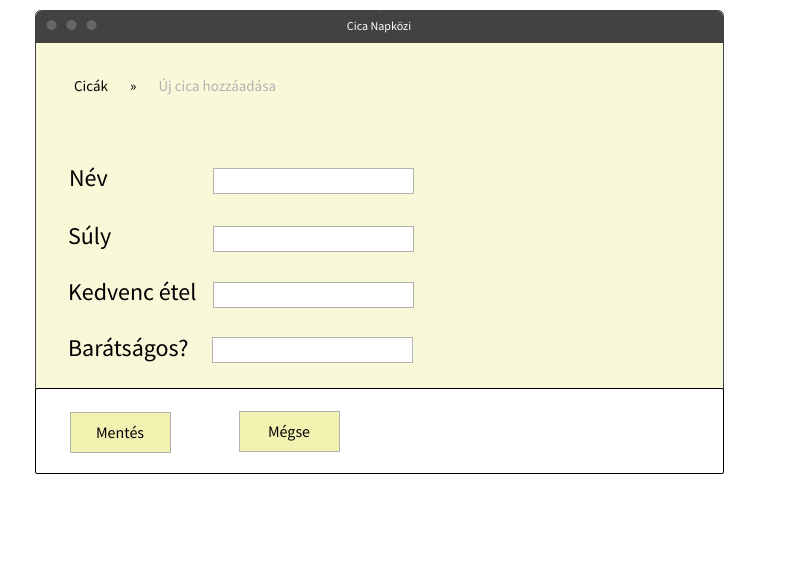 Cica Napközi
Cicák » Új cica hozzáadása
Név
Súly
Kedvenc étel
Barátságos?
Mentés Mégse